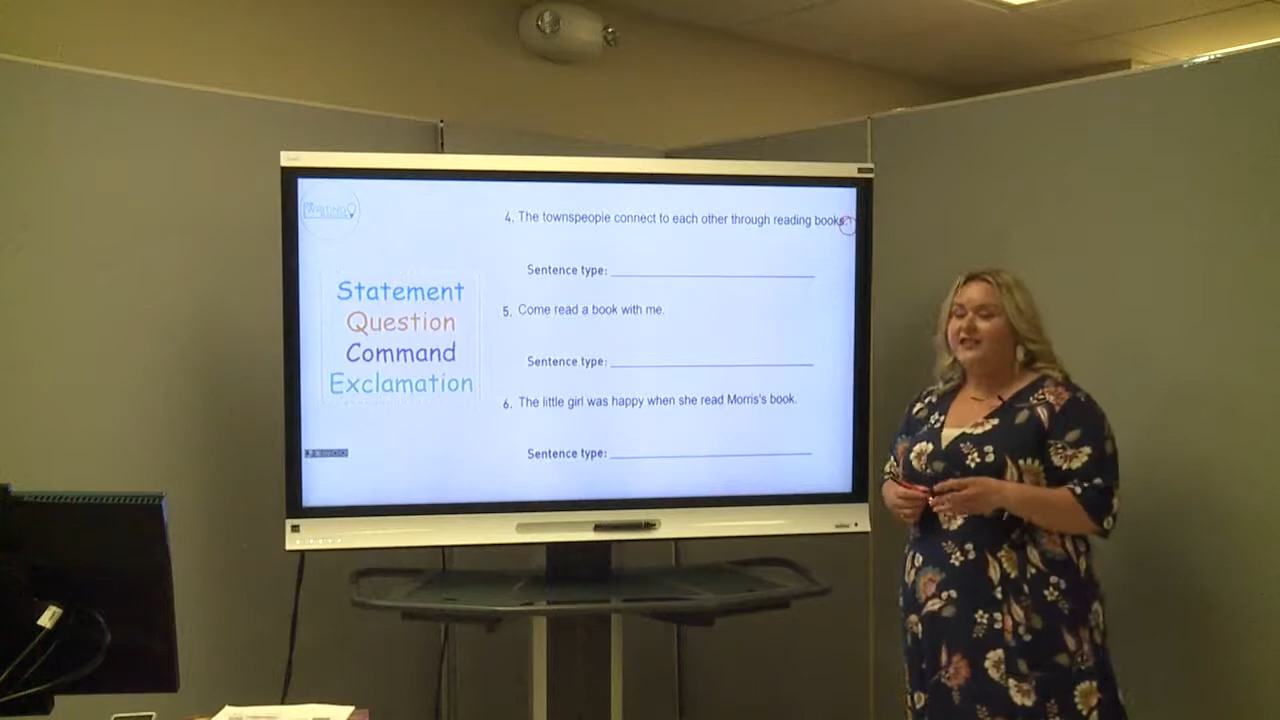 WRITING
Statement
Question
Command
Exclamation
4. The townspeople connect to each other through reading books.
Sentence type:
5. Come read a book with me.
Sentence type:
6. The little girl was happy when she read Morris's book.
Sentence type: